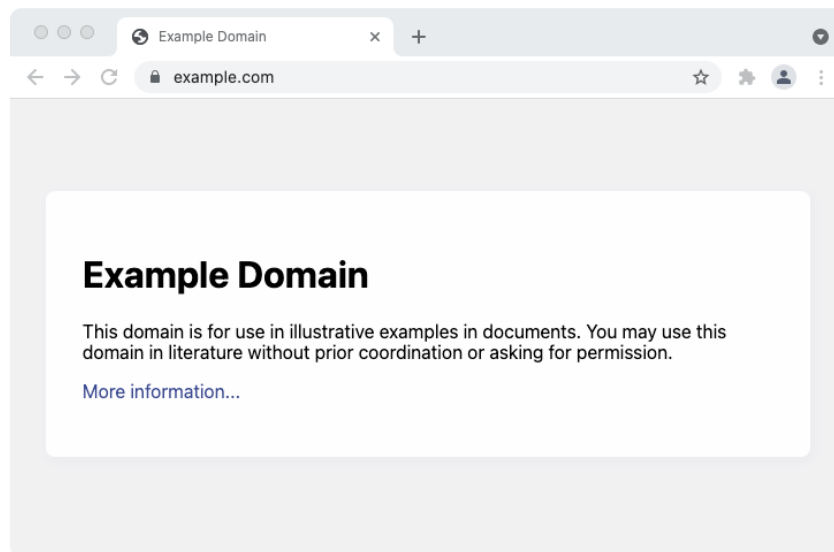 Example Domain
example.com
Example Domain
This domain is for use in illustrative examples in documents. You may use this
domain in literature without prior coordination or asking for permission.
More information...